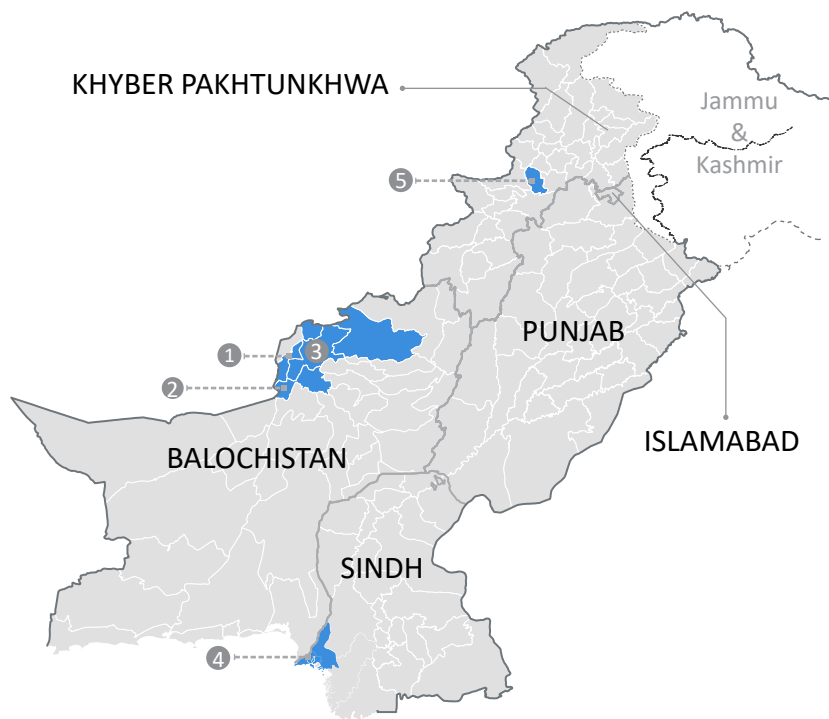 KHYBER PAKHTUNKHWA
Jammu
&
Kashmir
5
PUNJAB
1
3
2
ISLAMABAD
BALOCHISTAN
SINDH
4